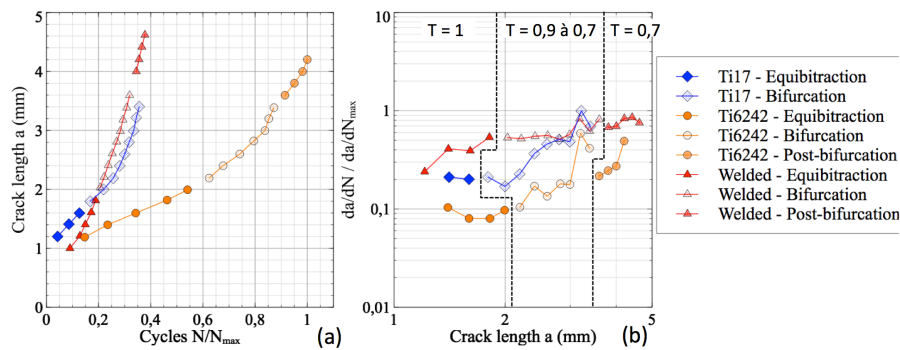 Crack length a (mm)
5
4
3
2
1
0
0
0,2
0,4
0,6
0,8
1
Cycles N/N_max
(a)
da/dN / da/dN_max
10
1
0,1
0,01
1
2
5
Crack length a (mm)
(b)
T = 1
T = 0,9 à 0,7
T = 0,7
Ti17 - Equibitraction
Ti17 - Bifurcation
Ti6242 - Equibitraction
Ti6242 - Bifurcation
Ti6242 - Post-bifurcation
Welded - Equibitraction
Welded - Bifurcation
Welded - Post-bifurcation